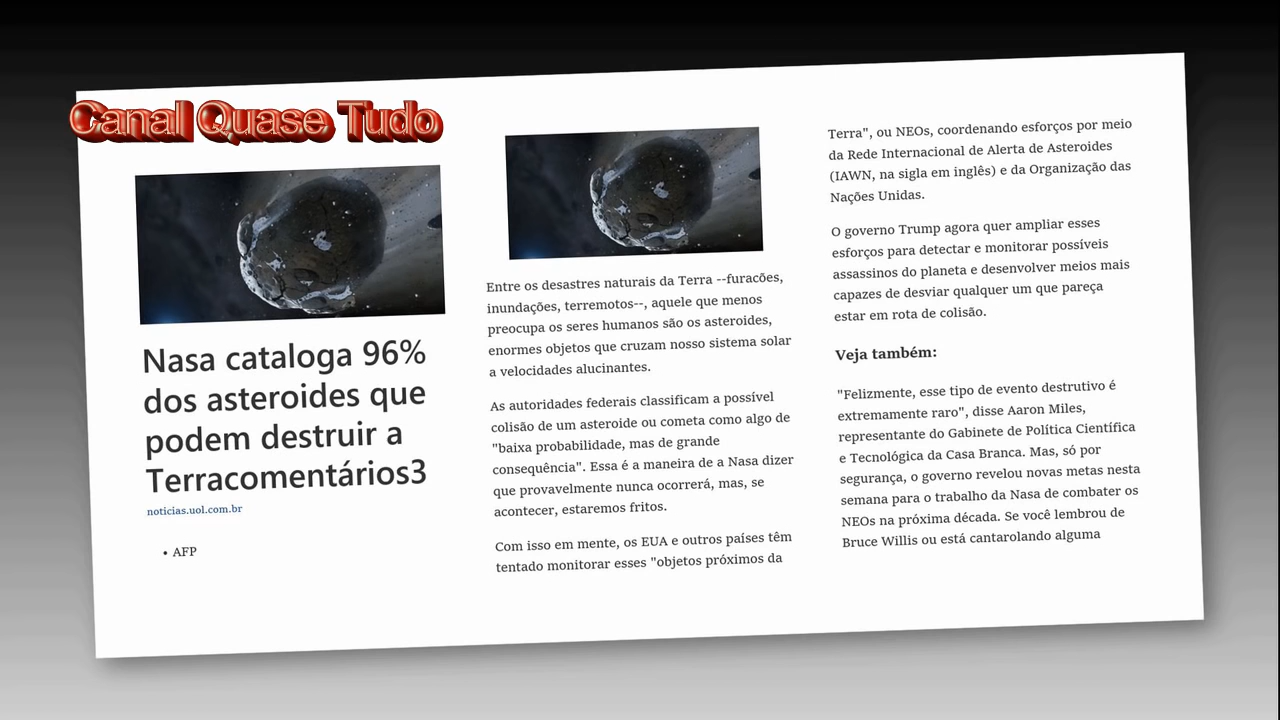 Canal Quase Tudo
Nasa cataloga 96%
dos asteroides que
podem destruir a
Terracomentários3
noticias.uol.com.br
• AFP
Entre os desastres naturais da Terra --furacões,
inundações, terremotos--, aquele que menos
preocupa os seres humanos são os asteroides,
enormes objetos que cruzam nosso sistema solar
a velocidades alucinantes.
As autoridades federais classificam a possível
colisão de um asteroide ou cometa como algo de
"baixa probabilidade, mas de grande
consequência". Essa é a maneira de a Nasa dizer
que provavelmente nunca ocorrerá, mas, se
acontecer, estaremos fritos.
Com isso em mente, os EUA e outros países têm
tentado monitorar esses "objetos próximos da
Terra", ou NEOs, coordenando esforços por meio
da Rede Internacional de Alerta de Asteroides
(IAWN, na sigla em inglês) e da Organização das
Nações Unidas.
O governo Trump agora quer ampliar esses
esforços para detectar e monitorar possíveis
assassinos do planeta e desenvolver meios mais
capazes de desviar qualquer um que pareça
estar em rota de colisão.
Veja também:
"Felizmente, esse tipo de evento destrutivo é
extremamente raro", disse Aaron Miles,
representante do Gabinete de Política Científica
e Tecnológica da Casa Branca. Mas, só por
segurança, o governo revelou novas metas nesta
semana para o trabalho da Nasa de combater os
NEOs na próxima década. Se você lembrou de
Bruce Willis ou está cantarolando alguma